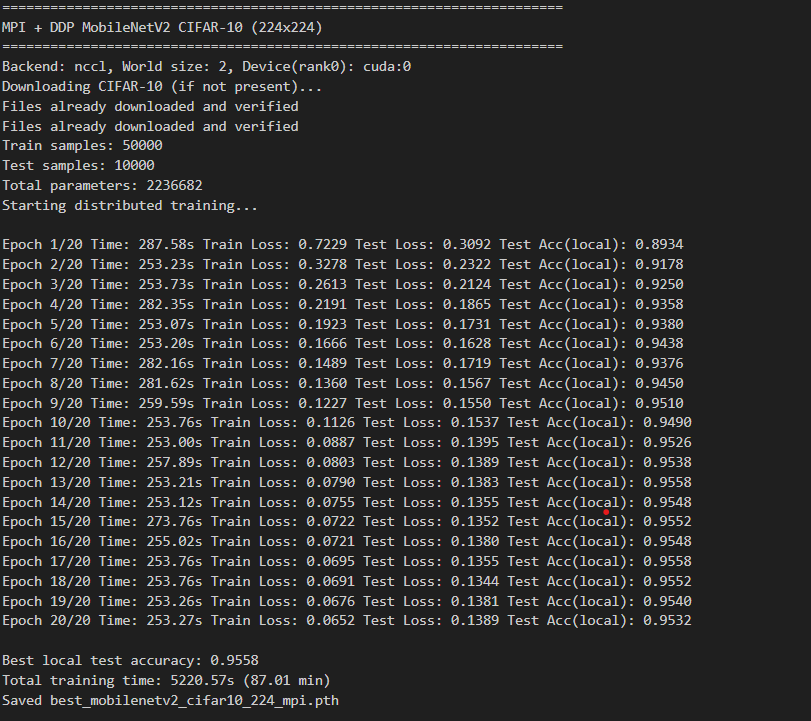 ======================================================================
MPI + DDP MobileNetV2 CIFAR-10 (224x224)
======================================================================
Backend: nccl, World size: 2, Device(rank0): cuda:0
Downloading CIFAR-10 (if not present)...
Files already downloaded and verified
Files already downloaded and verified
Train samples: 50000
Test samples: 10000
Total parameters: 2236682
Starting distributed training...
Epoch 1/20 Time: 287.58s Train Loss: 0.7229 Test Loss: 0.3092 Test Acc(local): 0.8934
Epoch 2/20 Time: 253.23s Train Loss: 0.3278 Test Loss: 0.2322 Test Acc(local): 0.9178
Epoch 3/20 Time: 253.73s Train Loss: 0.2613 Test Loss: 0.2124 Test Acc(local): 0.9250
Epoch 4/20 Time: 282.35s Train Loss: 0.2191 Test Loss: 0.1865 Test Acc(local): 0.9358
Epoch 5/20 Time: 253.07s Train Loss: 0.1923 Test Loss: 0.1731 Test Acc(local): 0.9380
Epoch 6/20 Time: 253.20s Train Loss: 0.1666 Test Loss: 0.1628 Test Acc(local): 0.9438
Epoch 7/20 Time: 282.16s Train Loss: 0.1489 Test Loss: 0.1719 Test Acc(local): 0.9376
Epoch 8/20 Time: 281.62s Train Loss: 0.1360 Test Loss: 0.1567 Test Acc(local): 0.9450
Epoch 9/20 Time: 259.59s Train Loss: 0.1227 Test Loss: 0.1550 Test Acc(local): 0.9510
Epoch 10/20 Time: 253.76s Train Loss: 0.1126 Test Loss: 0.1537 Test Acc(local): 0.9490
Epoch 11/20 Time: 253.00s Train Loss: 0.0887 Test Loss: 0.1395 Test Acc(local): 0.9526
Epoch 12/20 Time: 257.89s Train Loss: 0.0803 Test Loss: 0.1389 Test Acc(local): 0.9538
Epoch 13/20 Time: 253.21s Train Loss: 0.0790 Test Loss: 0.1383 Test Acc(local): 0.9558
Epoch 14/20 Time: 253.12s Train Loss: 0.0755 Test Loss: 0.1355 Test Acc(local): 0.9548
Epoch 15/20 Time: 273.76s Train Loss: 0.0722 Test Loss: 0.1352 Test Acc(local): 0.9552
Epoch 16/20 Time: 255.02s Train Loss: 0.0721 Test Loss: 0.1380 Test Acc(local): 0.9548
Epoch 17/20 Time: 253.76s Train Loss: 0.0695 Test Loss: 0.1355 Test Acc(local): 0.9558
Epoch 18/20 Time: 253.76s Train Loss: 0.0691 Test Loss: 0.1344 Test Acc(local): 0.9552
Epoch 19/20 Time: 253.26s Train Loss: 0.0676 Test Loss: 0.1381 Test Acc(local): 0.9540
Epoch 20/20 Time: 253.27s Train Loss: 0.0652 Test Loss: 0.1389 Test Acc(local): 0.9532
Best local test accuracy: 0.9558
Total training time: 5220.57s (87.01 min)
Saved best_mobilenetv2_cifar10_224_mpi.pth